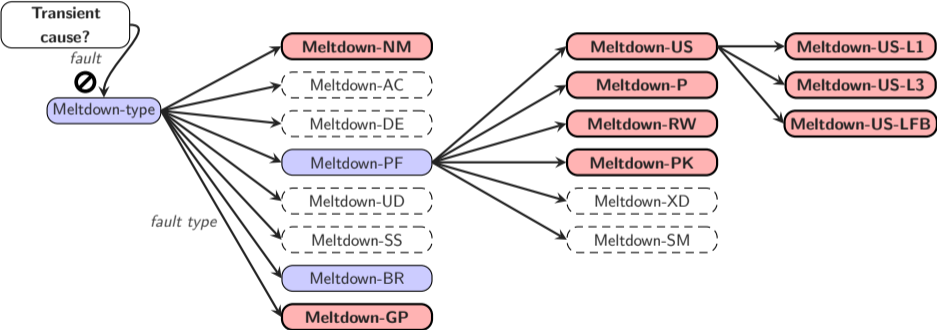 Transient
cause?
fault
Meltdown-type
fault type
Meltdown-NM
Meltdown-AC
Meltdown-DE
Meltdown-PF
Meltdown-UD
Meltdown-SS
Meltdown-BR
Meltdown-GP
Meltdown-US
Meltdown-P
Meltdown-RW
Meltdown-PK
Meltdown-XD
Meltdown-SM
Meltdown-US-L1
Meltdown-US-L3
Meltdown-US-LFB